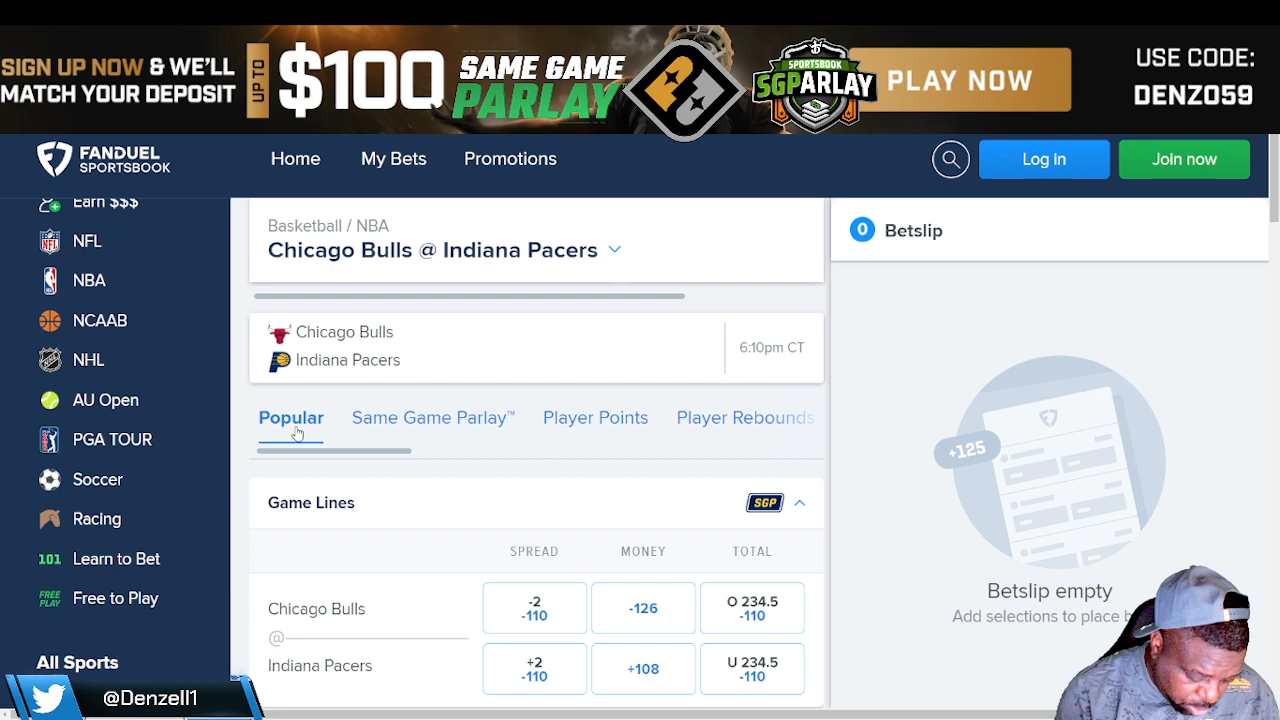 SIGN UP NOW & WE'LL
MATCH YOUR DEPOSIT
UP TO
$100
SAME GAME
PARLAY
SPORTSBOOK
SGPARLAY
PLAY NOW
USE CODE:
DENZO59
FANDUEL
SPORTSBOOK
Home
My Bets
Promotions
Log in
Join now
Earn $$$
NFL
NBA
NCAAB
NHL
AU Open
PGA TOUR
Soccer
Racing
101 Learn to Bet
FREE PLAY Free to Play
All Sports
Basketball / NBA
Chicago Bulls @ Indiana Pacers
Chicago Bulls
Indiana Pacers
6:10pm CT
Popular
Same Game Parlay™
Player Points
Player Rebounds
Game Lines
SGP
SPREAD MONEY TOTAL
Chicago Bulls
-2
-110
-126
O 234.5
-110
@
Indiana Pacers
+2
-110
+108
U 234.5
-110
0 Betslip
+125
Betslip empty
Add selections to place
@Denzell1